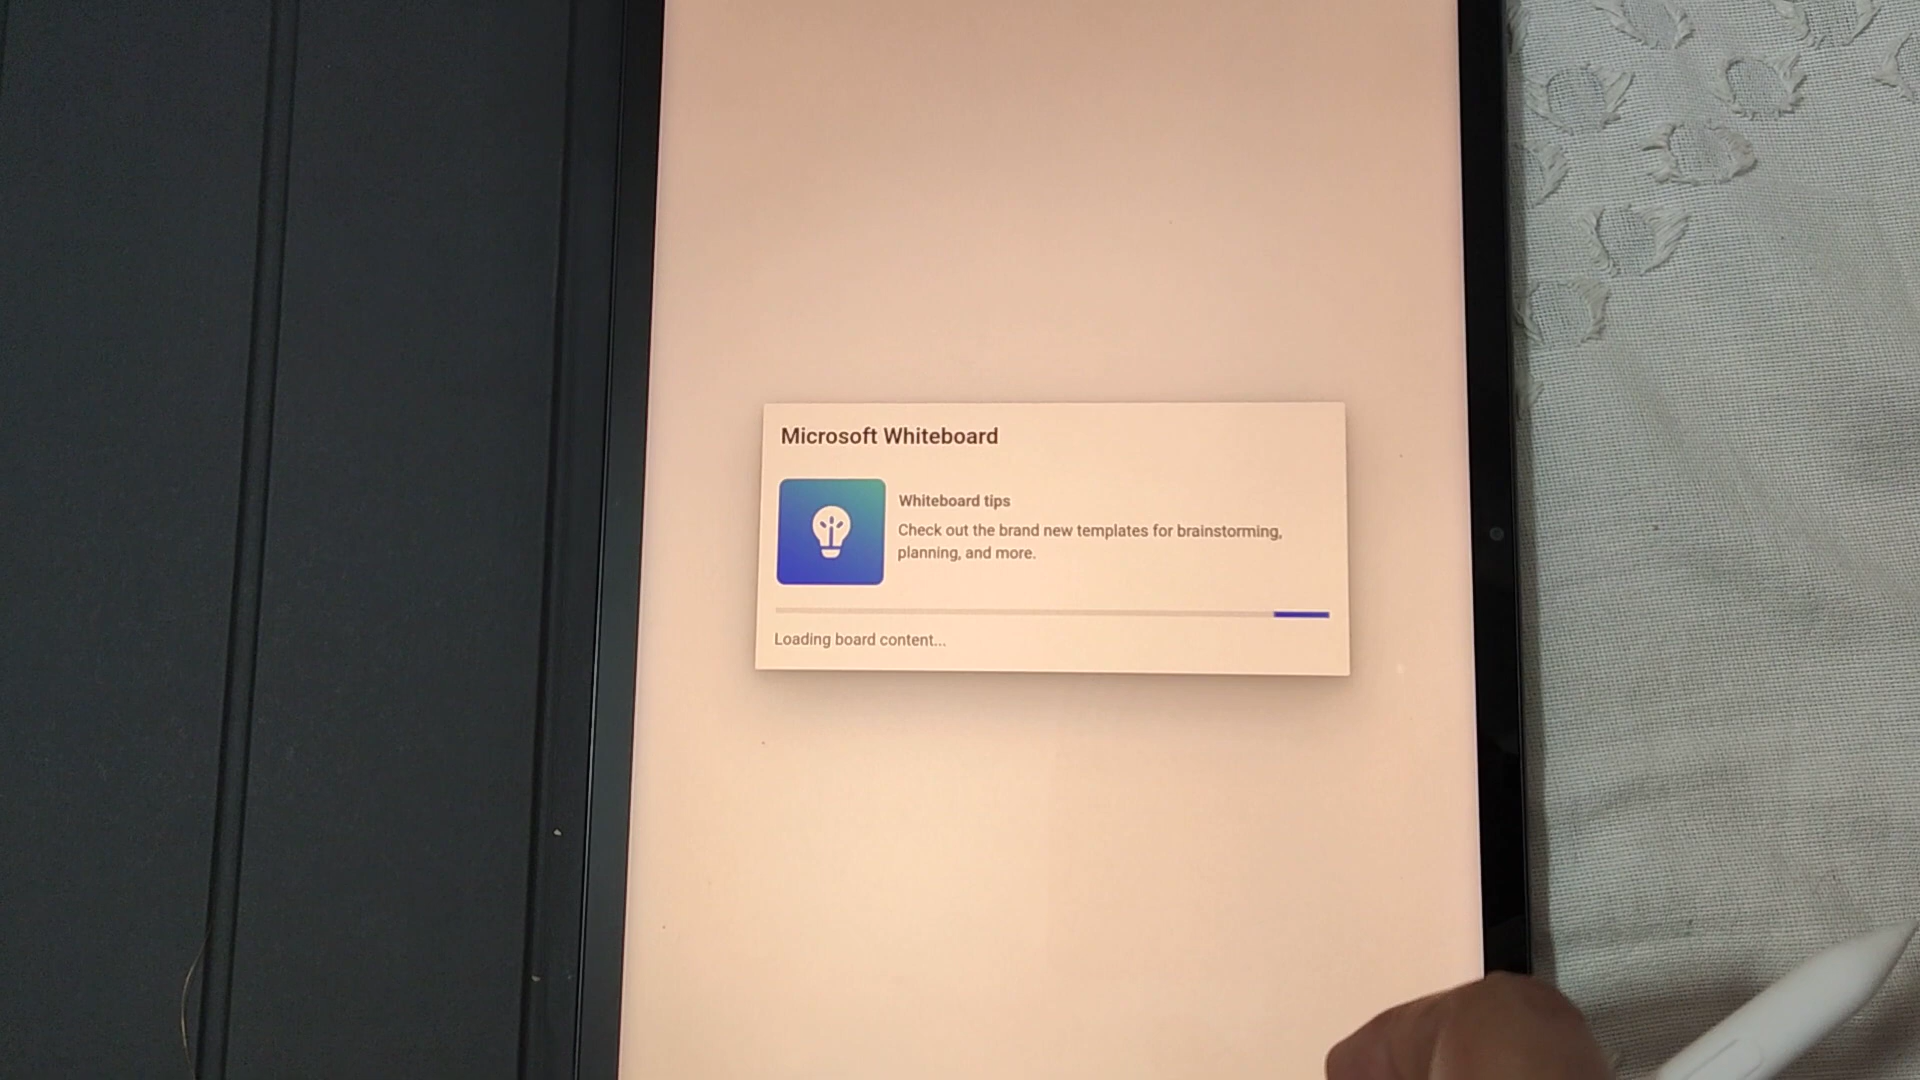 Microsoft Whiteboard
Whiteboard tips
Check out the brand new templates for brainstorming,
planning, and more.
Loading board content...